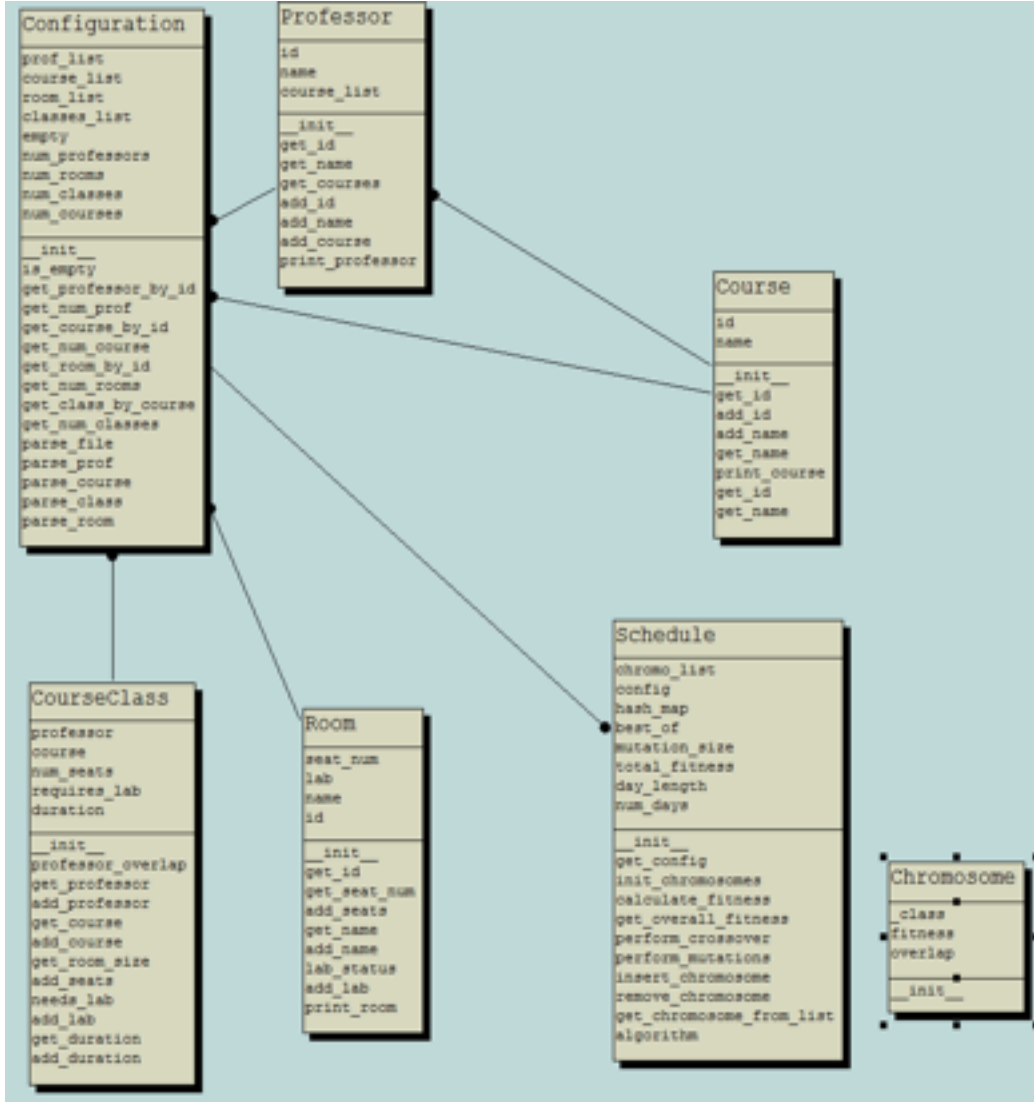 Configuration
prof_list
course_list
room_list
classes_list
empty
num_professors
num_rooms
num_classes
num_courses
__init__
is_empty
get_professor_by_id
get_num_prof
get_course_by_id
get_num_course
get_room_by_id
get_num_rooms
get_class_by_course
get_num_classes
parse_file
parse_prof
parse_course
parse_class
parse_room
Professor
id
name
course_list
__init__
get_id
get_name
get_courses
add_id
add_name
add_course
print_professor
Course
id
name
__init__
get_id
add_id
add_name
get_name
print_course
get_id
get_name
CourseClass
professor
course
num_seats
requires_lab
duration
__init__
professor_overlap
get_professor
add_professor
get_course
add_course
get_room_size
add_seats
needs_lab
add_lab
get_duration
add_duration
Room
seat_num
lab
name
id
__init__
get_id
get_seat_num
add_seats
get_name
add_name
lab_status
add_lab
print_room
Schedule
chromo_list
config
hash_map
best_of
mutation_size
total_fitness
day_length
num_days
__init__
get_config
init_chromosomes
calculate_fitness
get_overall_fitness
perform_crossover
perform_mutations
insert_chromosome
remove_chromosome
get_chromosome_from_list
algorithm
Chromosome
_class
fitness
overlap
__init__